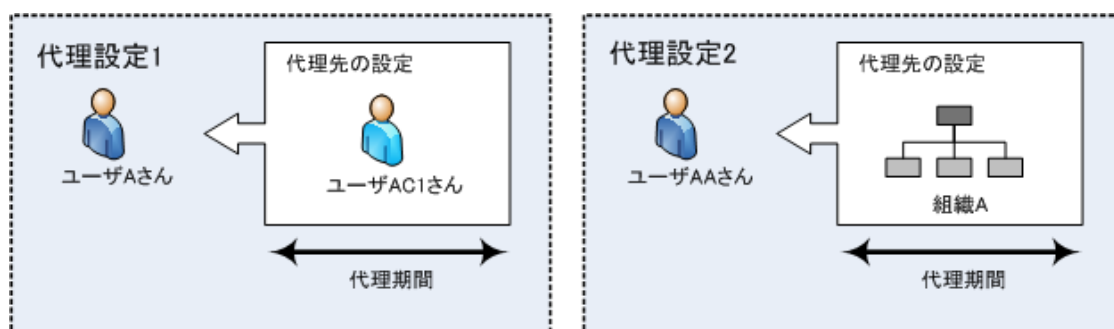 代理設定1
代理先の設定
ユーザAさん
ユーザAC1さん
代理期間
代理設定2
代理先の設定
ユーザAAさん
組織A
代理期間